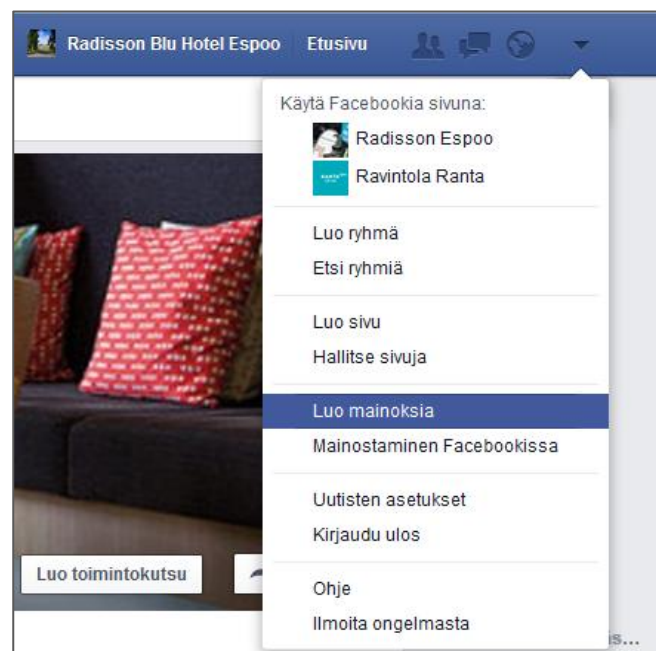 Radisson Blu Hotel Espoo Etusivu
Käytä Facebookia sivuna:
Radisson Espoo
Ravintola Ranta
Luo ryhmä
Etsi ryhmiä
Luo sivu
Hallitse sivuja
Luo mainoksia
Mainostaminen Facebookissa
Uutisten asetukset
Kirjaudu ulos
Luo toimintokutsu
Ohje
Ilmoita ongelmasta